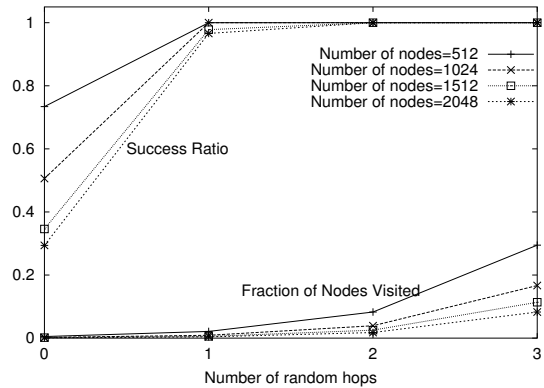 1
0.8
0.6
0.4
0.2
0
0
1
2
3
Number of random hops
Number of nodes=512
Number of nodes=1024
Number of nodes=1512
Number of nodes=2048
Success Ratio
Fraction of Nodes Visited